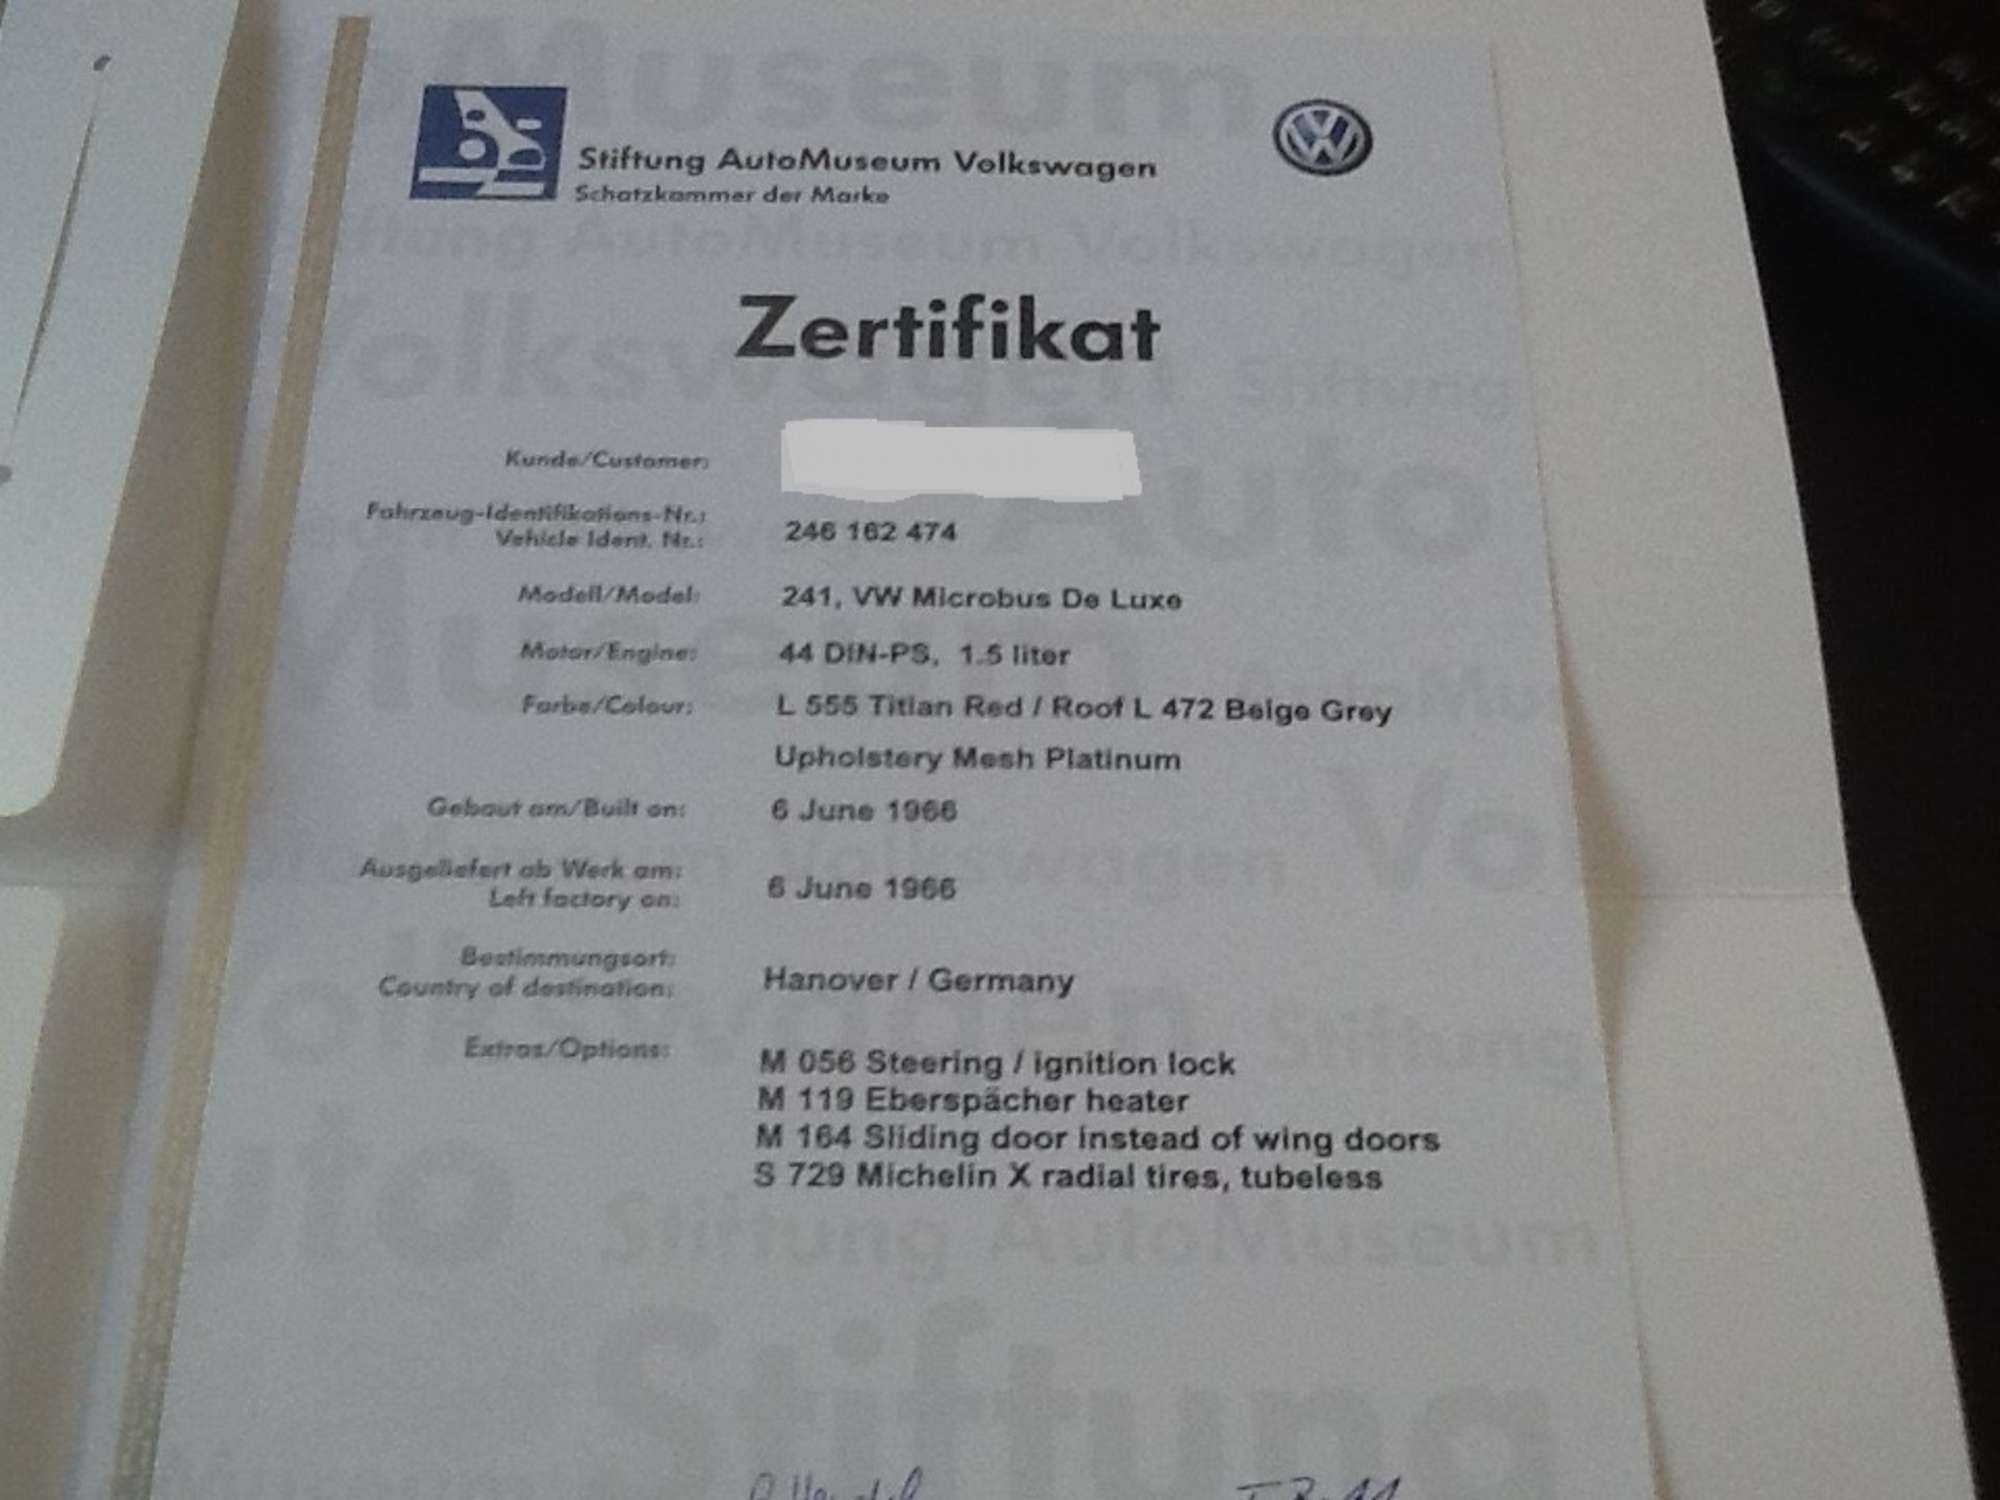 Stiftung AutoMuseum Volkswagen
Schatzkammer der Marke
Zertifikat
Kunde/Customer:
Fahrzeug-Identifikations-Nr.:
Vehicle Ident. Nr.:
246 162 474
Modell/Model:
241, VW Microbus De Luxe
Motor/Engine:
44 DIN-PS, 1.5 liter
Farbe/Colour:
L 555 Titian Red / Roof L 472 Beige Grey
Upholstery Mesh Platinum
Gebaut am/Built on:
6 June 1966
Ausgeliefert ab Werk am:
Left factory on:
6 June 1966
Bestimmungsort:
Country of destination:
Hanover / Germany
Extras/Options:
M 056 Steering / ignition lock
M 119 Eberspächer heater
M 164 Sliding door instead of wing doors
S 729 Michelin X radial tires, tubeless